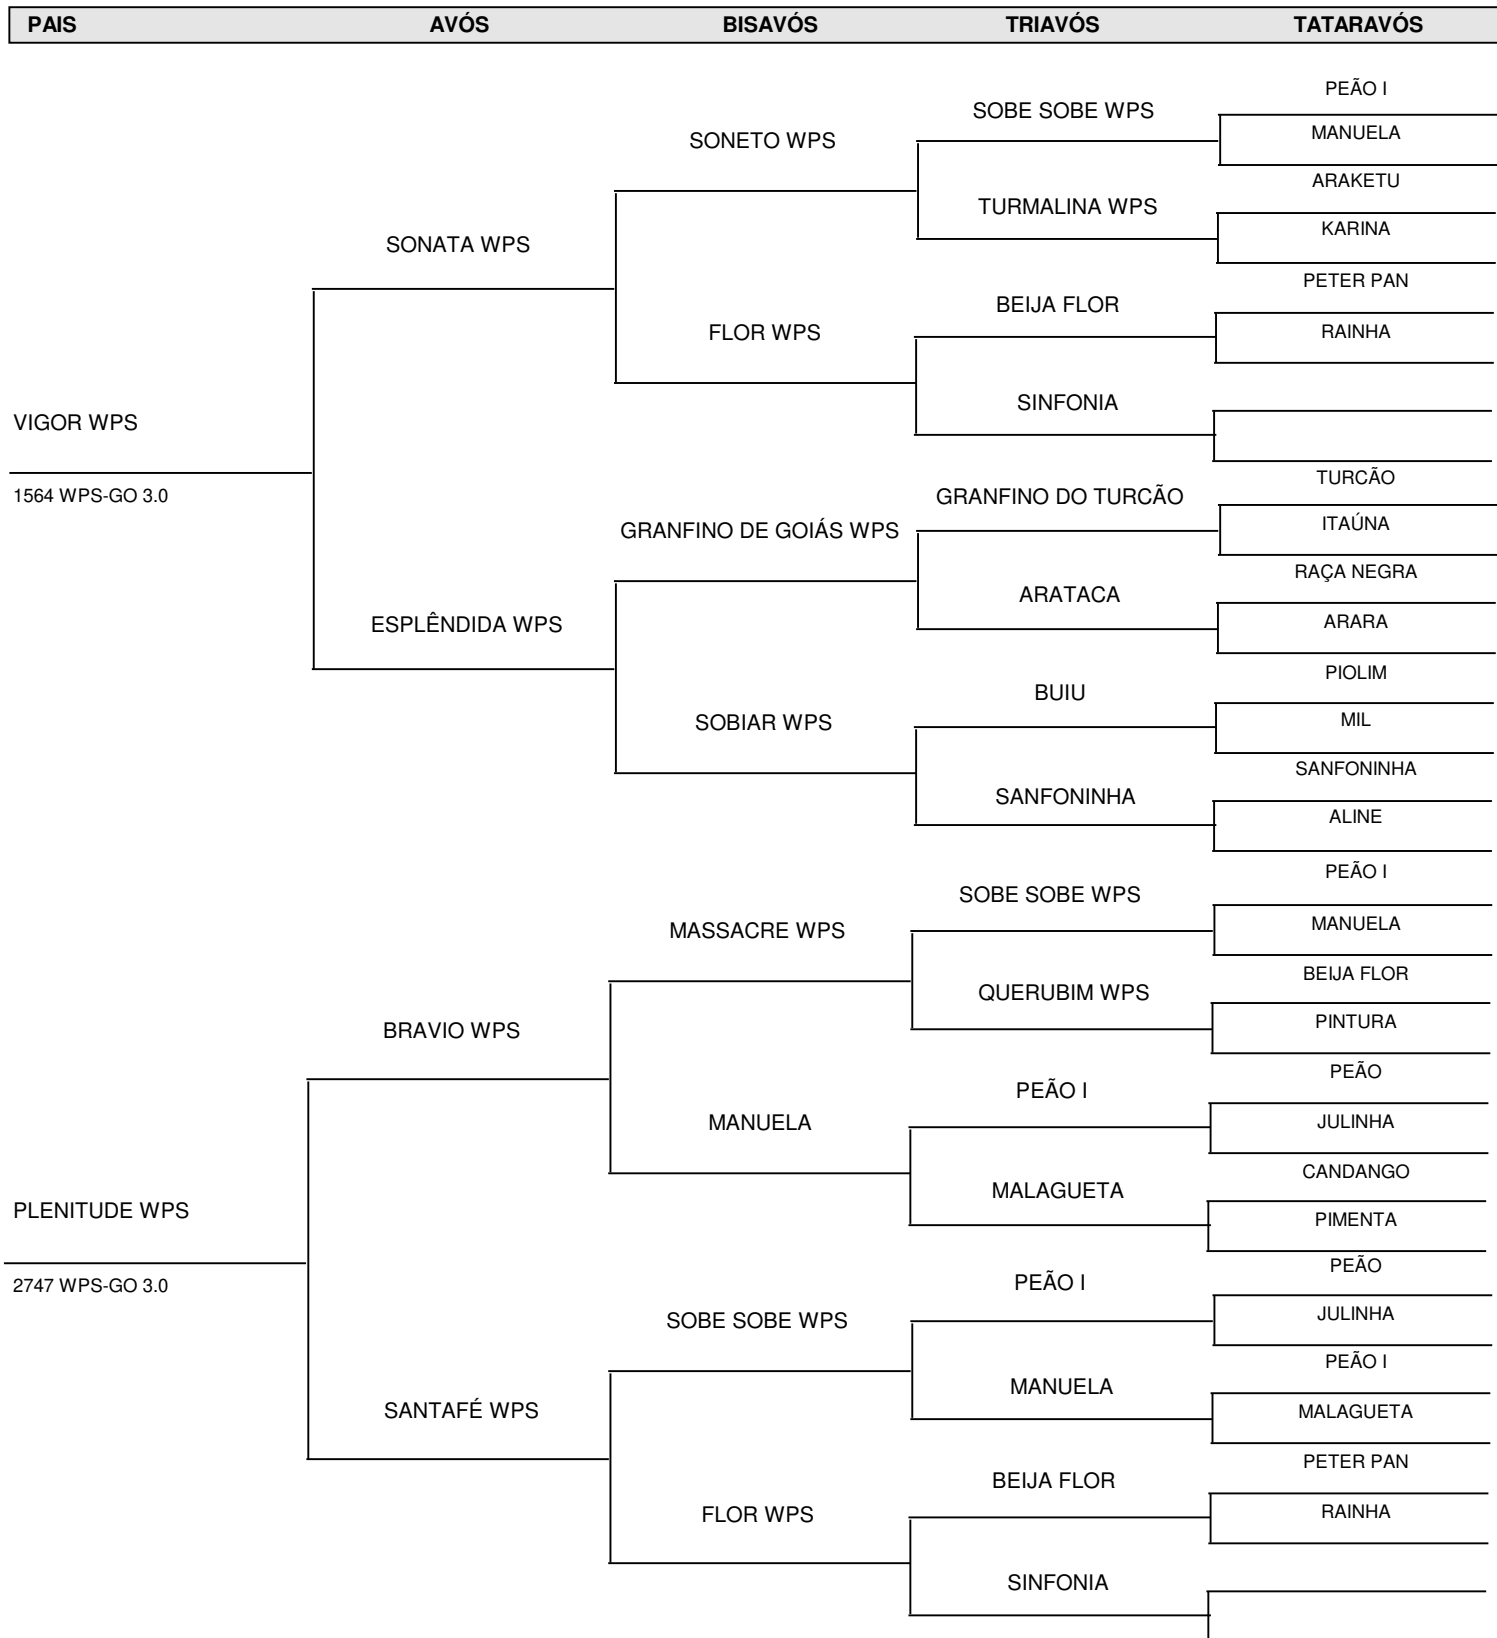 PAIS AVÓS BISAVÓS TRIAVÓS TATARAVÓS
PEÃO I
SOBE SOBE WPS
MANUELA
SONETO WPS
ARAKETU
TURMALINA WPS
KARINA
SONATA WPS
PETER PAN
BEIJA FLOR
RAINHA
FLOR WPS
SINFONIA
VIGOR WPS
TURCÃO
1564 WPS-GO 3.0
GRANFINO DO TURCÃO
ITAÚNA
GRANFINO DE GOIÁS WPS
RAÇA NEGRA
ARATACA
ARARA
ESPLÊNDIDA WPS
PIOLIM
BUIU
MIL
SOBIAR WPS
SANFONINHA
SANFONINHA
ALINE
PEÃO I
SOBE SOBE WPS
MANUELA
MASSACRE WPS
BEIJA FLOR
QUERUBIM WPS
PINTURA
BRAVIO WPS
PEÃO
PEÃO I
JULINHA
MANUELA
CANDANGO
MALAGUETA
PLENITUDE WPS
PIMENTA
PEÃO
2747 WPS-GO 3.0
PEÃO I
JULINHA
SOBE SOBE WPS
PEÃO I
MANUELA
SANTAFÉ WPS
MALAGUETA
PETER PAN
BEIJA FLOR
RAINHA
FLOR WPS
SINFONIA